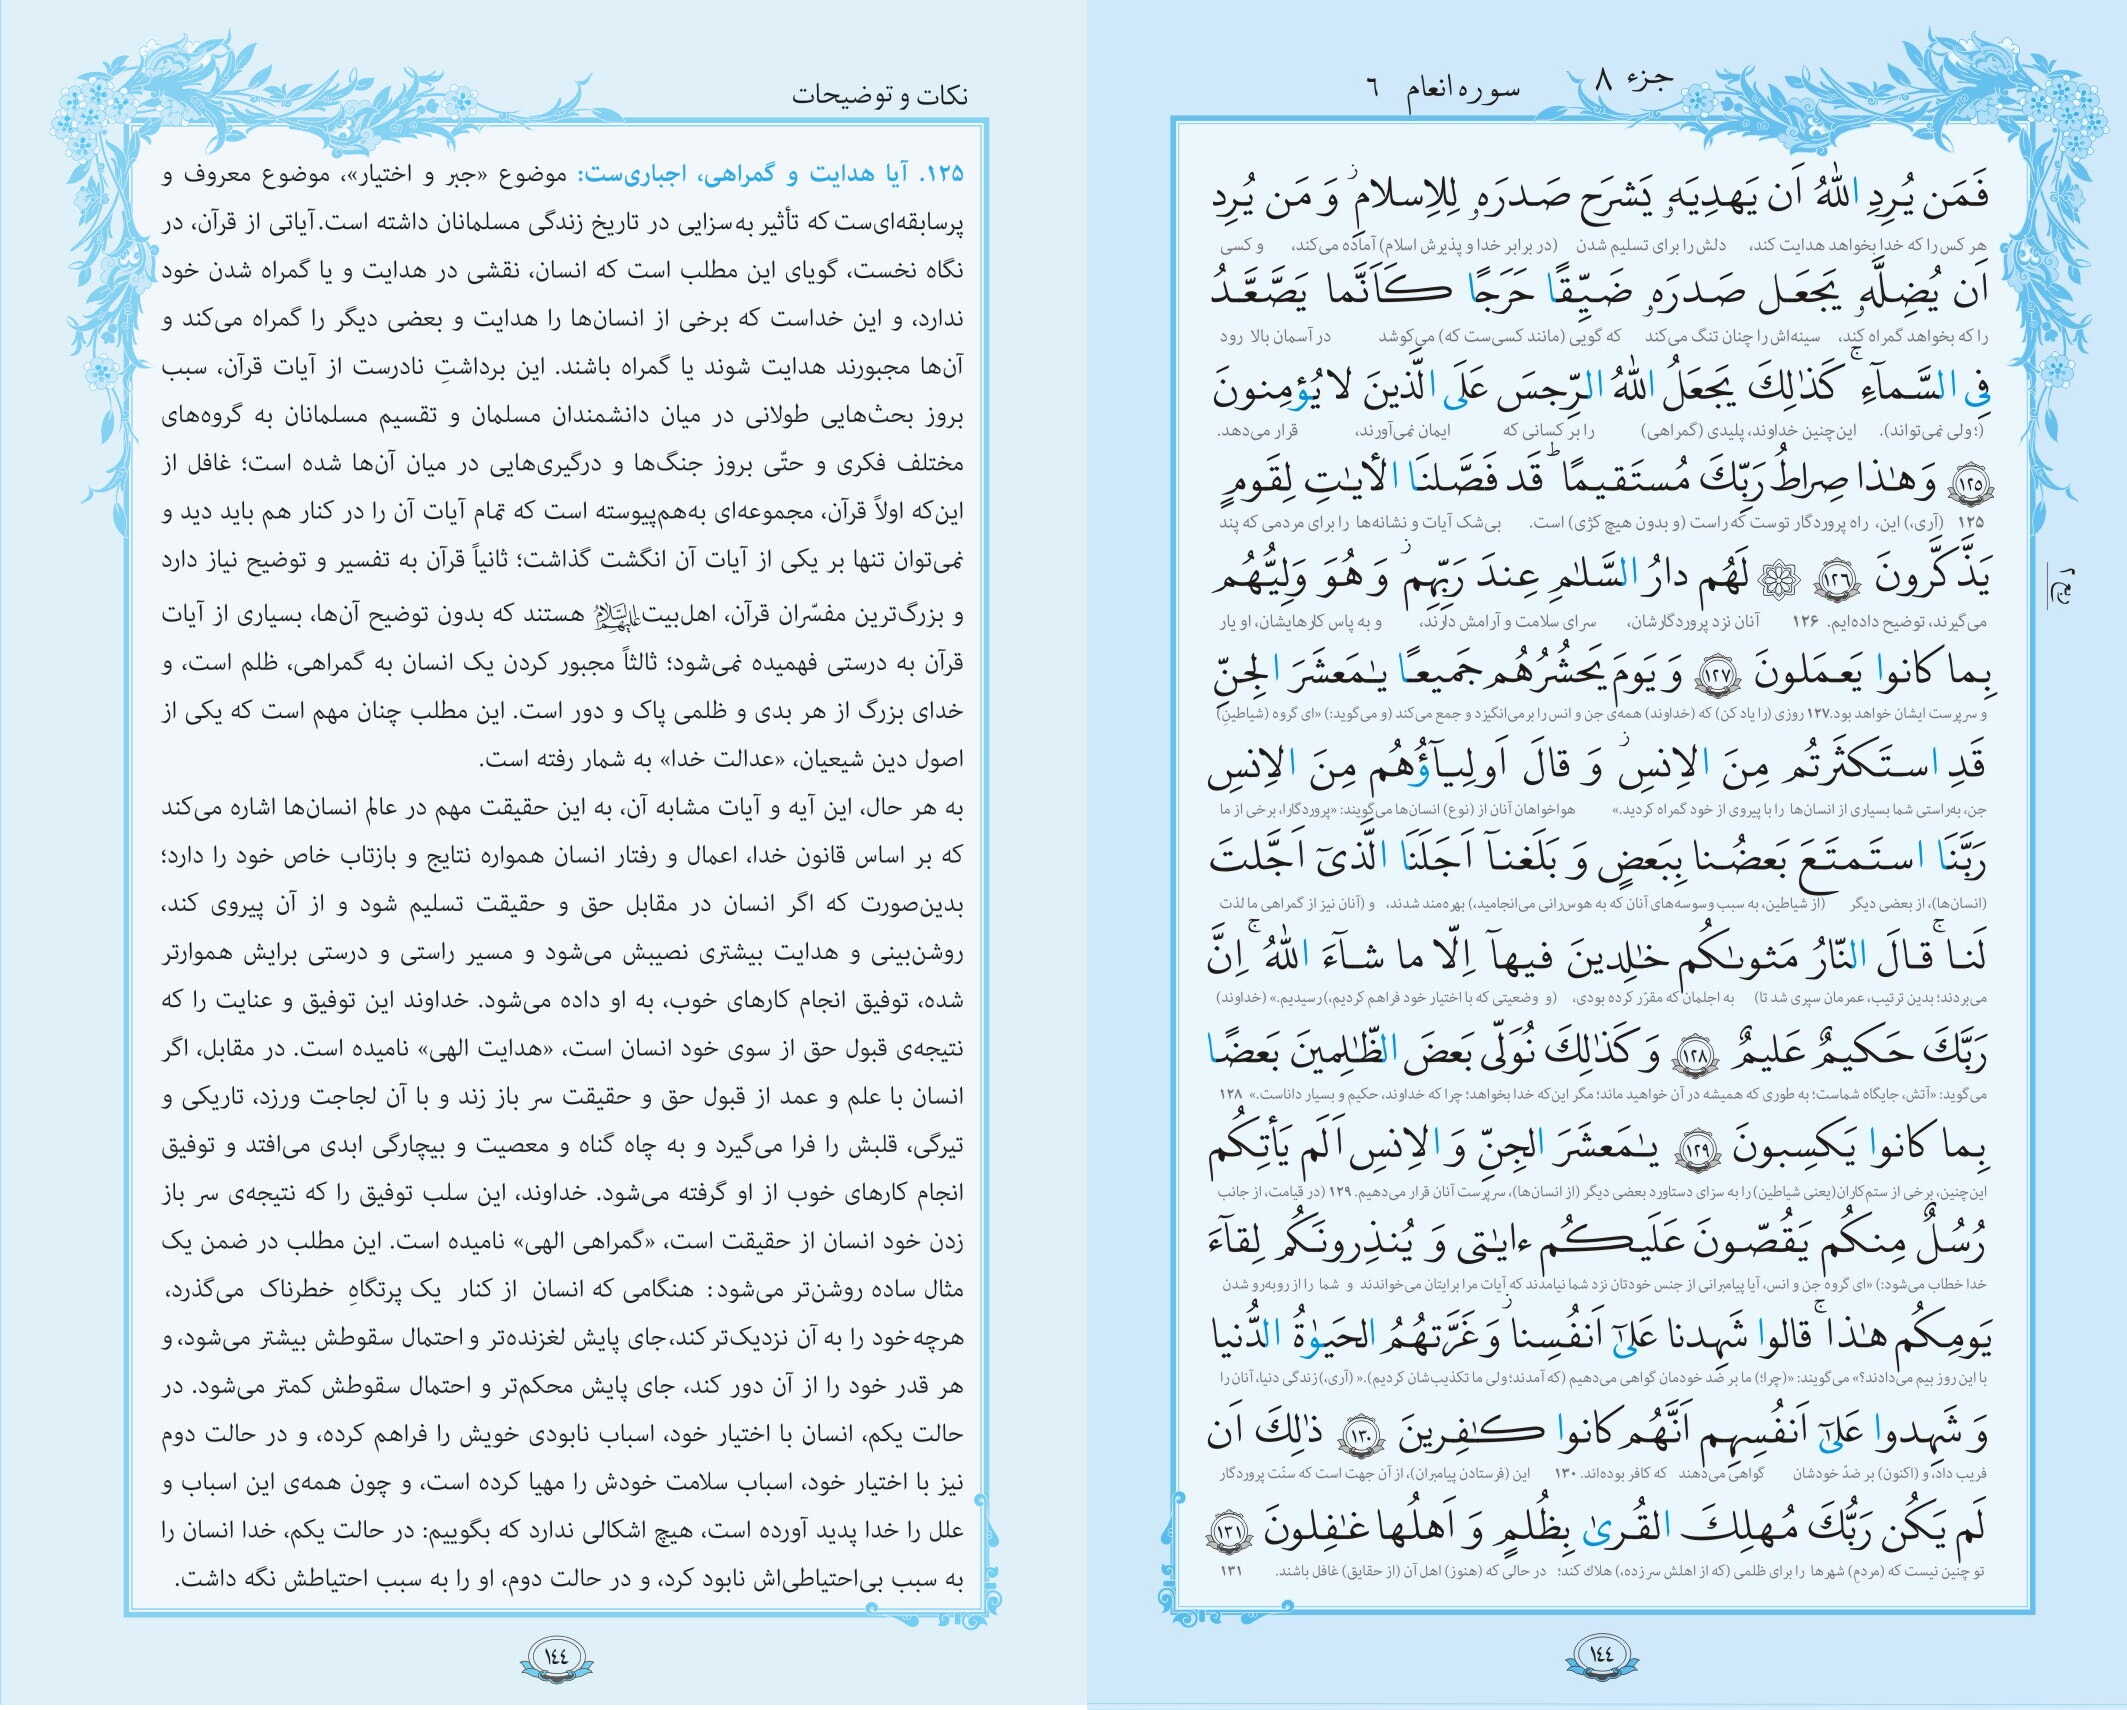 جزء ٨
سوره انعام ٦
فَمَن يُرِدِ اللّٰهُ اَن يَهدِيَهٖ يَشرَح صَدرَهٗ لِلاِسلامِ ۖ وَ مَن يُرِد
هر کس را که خدا بخواهد هدایت کند، دلش را برای تسلیم شدن (در برابر خدا و پذیرش اسلام) آماده می‌کند، و کسی
اَن يُضِلَّهٗ يَجعَل صَدرَهٗ ضَيِّقًا حَرَجًا كَاَنَّما يَصَّعَّدُ
را که بخواهد گمراه کند، سینه‌اش را چنان تنگ می‌کند که گویی (مانند کسی‌ست که) می‌کوشد در آسمان بالا رود
فِي السَّمآءِ ۚ كَذٰلِكَ يَجعَلُ اللّٰهُ الرِّجسَ عَلَى الَّذينَ لا يُؤمِنونَ
(؛ ولی نمی‌تواند). این‌چنین خداوند، پلیدی (گمراهی) را بر کسانی که ایمان نمی‌آورند، قرار می‌دهد.
﴿١٢٥﴾ وَ هٰذا صِراطُ رَبِّكَ مُستَقيمًا ۗ قَد فَصَّلنَا الأيٰتِ لِقَومٍ
۱۲۵ (آری،) این، راه پروردگار توست که راست (و بدون هیچ کژی) است. بی‌شک آیات و نشانه‌ها را برای مردمی که پند
يَذَّكَّرونَ ﴿١٢٦﴾ لَهُم دارُ السَّلٰمِ عِندَ رَبِّهِم ۖ وَ هُوَ وَلِيُّهُم
می‌گیرند، توضیح داده‌ایم. ۱۲۶ آنان نزد پروردگارشان، سرای سلامت و آرامش دارند، و به پاس کارهایشان، او یار
بِما كانوا يَعمَلونَ ﴿١٢٧﴾ وَ يَومَ يَحشُرُهُم جَميعًا يٰمَعشَرَ الجِنِّ
و سرپرست ایشان خواهد بود. ۱۲۷ روزی (را یاد کن) که (خداوند) همه‌ی جن و انس را برمی‌انگیزد و جمع می‌کند (و می‌گوید:) «ای گروه (شیاطینِ)
قَدِ استَكثَرتُم مِنَ الاِنسِ ۖ وَ قالَ اَولِيآؤُهُم مِنَ الاِنسِ
جن، به‌راستی شما بسیاری از انسان‌ها را با پیروی از خود گمراه کردید.» هواخواهان آنان از (نوع) انسان‌ها می‌گویند: «پروردگارا، برخی از ما
رَبَّنَا استَمتَعَ بَعضُنا بِبَعضٍ وَ بَلَغنآ اَجَلَنَا الَّذىٓ اَجَّلتَ
(انسان‌ها)، از بعضی دیگر (از شیاطین، به سبب وسوسه‌های آنان که به هوس‌رانی می‌انجامید،) بهره‌مند شدند، و (آنان نیز از گمراهی ما لذت
لَنا ۚ قالَ النّارُ مَثوىٰكُم خٰلِدينَ فيهآ اِلّا ما شآءَ اللّٰهُ ۚ اِنَّ
می‌بردند؛ بدین ترتیب، عمرمان سپری شد تا) به اجلمان که مقرّر کرده بودی، (و وضعیتی که با اختیار خود فراهم کردیم،) رسیدیم.» (خداوند)
رَبَّكَ حَكيمٌ عَليمٌ ﴿١٢٨﴾ وَ كَذٰلِكَ نُوَلّى بَعضَ الظّٰلِمينَ بَعضًا
می‌گوید: «آتش، جایگاه شماست؛ به طوری که همیشه در آن خواهید ماند؛ مگر این‌که خدا بخواهد؛ چرا که خداوند، حکیم و بسیار داناست.» ۱۲۸
بِما كانوا يَكسِبونَ ﴿١٢٩﴾ يٰمَعشَرَ الجِنِّ وَ الاِنسِ اَلَم يَأتِكُم
این‌چنین، برخی از ستم‌کاران (یعنی شیاطین) را به سزای دستاورد بعضی دیگر (از انسان‌ها)، سرپرست آنان قرار می‌دهیم. ۱۲۹ (در قیامت، از جانب
رُسُلٌ مِنكُم يَقُصّونَ عَلَيكُم ءايٰتى وَ يُنذِرونَكُم لِقآءَ
خدا خطاب می‌شود:) «ای گروه جن و انس، آیا پیامبرانی از جنس خودتان نزد شما نیامدند که آیات مرا برایتان می‌خواندند و شما را از روبه‌رو شدن
يَومِكُم هٰذا ۚ قالوا شَهِدنا عَلىٰٓ اَنفُسِنا ۖ وَ غَرَّتهُمُ الحَيوٰةُ الدُّنيا
با این روز بیم می‌دادند؟» می‌گویند: «(چرا؛) ما بر ضد خودمان گواهی می‌دهیم (که آمدند؛ ولی ما تکذیب‌شان کردیم).» (آری،) زندگی دنیا، آنان را
وَ شَهِدوا عَلىٰٓ اَنفُسِهِم اَنَّهُم كانوا كٰفِرينَ ﴿١٣٠﴾ ذٰلِكَ اَن
فریب داد، و (اکنون) بر ضدّ خودشان گواهی می‌دهند که کافر بوده‌اند. ۱۳۰ این (فرستادن پیامبران)، از آن جهت است که سنّت پروردگار
لَم يَكُن رَبُّكَ مُهلِكَ القُرىٰ بِظُلمٍ وَ اَهلُها غٰفِلونَ ﴿١٣١﴾
تو چنین نیست که (مردم) شهرها را برای ظلمی (که از اهلش سر زده،) هلاک کند؛ در حالی که (هنوز) اهل آن (از حقایق) غافل باشند. ۱۳۱
١٤٤
نکات و توضیحات
۱۲۵. آیا هدایت و گمراهی، اجباری‌ست: موضوع «جبر و اختیار»، موضوع معروف و
پرسابقه‌ای‌ست که تأثیر به‌سزایی در تاریخ زندگی مسلمانان داشته است. آیاتی از قرآن، در
نگاه نخست، گویای این مطلب است که انسان، نقشی در هدایت و یا گمراه شدن خود
ندارد، و این خداست که برخی از انسان‌ها را هدایت و بعضی دیگر را گمراه می‌کند و
آن‌ها مجبورند هدایت شوند یا گمراه باشند. این برداشتِ نادرست از آیات قرآن، سبب
بروز بحث‌هایی طولانی در میان دانشمندان مسلمان و تقسیم مسلمانان به گروه‌های
مختلف فکری و حتّی بروز جنگ‌ها و درگیری‌هایی در میان آن‌ها شده است؛ غافل از
این‌که اولاً قرآن، مجموعه‌ای به‌هم‌پیوسته است که تمام آیات آن را در کنار هم باید دید و
نمی‌توان تنها بر یکی از آیات آن انگشت گذاشت؛ ثانیاً قرآن به تفسیر و توضیح نیاز دارد
و بزرگ‌ترین مفسّران قرآن، اهل‌بیت علیهم السلام هستند که بدون توضیح آن‌ها، بسیاری از آیات
قرآن به درستی فهمیده نمی‌شود؛ ثالثاً مجبور کردن یک انسان به گمراهی، ظلم است، و
خدای بزرگ از هر بدی و ظلمی پاک و دور است. این مطلب چنان مهم است که یکی از
اصول دین شیعیان، «عدالت خدا» به شمار رفته است.
به هر حال، این آیه و آیات مشابه آن، به این حقیقت مهم در عالم انسان‌ها اشاره می‌کند
که بر اساس قانون خدا، اعمال و رفتار انسان همواره نتایج و بازتاب خاص خود را دارد؛
بدین‌صورت که اگر انسان در مقابل حق و حقیقت تسلیم شود و از آن پیروی کند،
روشن‌بینی و هدایت بیشتری نصیبش می‌شود و مسیر راستی و درستی برایش هموارتر
شده، توفیق انجام کارهای خوب، به او داده می‌شود. خداوند این توفیق و عنایت را که
نتیجه‌ی قبول حق از سوی خود انسان است، «هدایت الهی» نامیده است. در مقابل، اگر
انسان با علم و عمد از قبول حق و حقیقت سر باز زند و با آن لجاجت ورزد، تاریکی و
تیرگی، قلبش را فرا می‌گیرد و به چاه گناه و معصیت و بیچارگی ابدی می‌افتد و توفیق
انجام کارهای خوب از او گرفته می‌شود. خداوند، این سلب توفیق را که نتیجه‌ی سر باز
زدن خود انسان از حقیقت است، «گمراهی الهی» نامیده است. این مطلب در ضمن یک
مثال ساده روشن‌تر می‌شود: هنگامی که انسان از کنار یک پرتگاهِ خطرناک می‌گذرد،
هرچه خود را به آن نزدیک‌تر کند، جای پایش لغزنده‌تر و احتمال سقوطش بیشتر می‌شود، و
هر قدر خود را از آن دور کند، جای پایش محکم‌تر و احتمال سقوطش کمتر می‌شود. در
حالت یکم، انسان با اختیار خود، اسباب نابودی خویش را فراهم کرده، و در حالت دوم
نیز با اختیار خود، اسباب سلامت خودش را مهیا کرده است، و چون همه‌ی این اسباب و
علل را خدا پدید آورده است، هیچ اشکالی ندارد که بگوییم: در حالت یکم، خدا انسان را
به سبب بی‌احتیاطی‌اش نابود کرد، و در حالت دوم، او را به سبب احتیاطش نگه داشت.
١٤٤